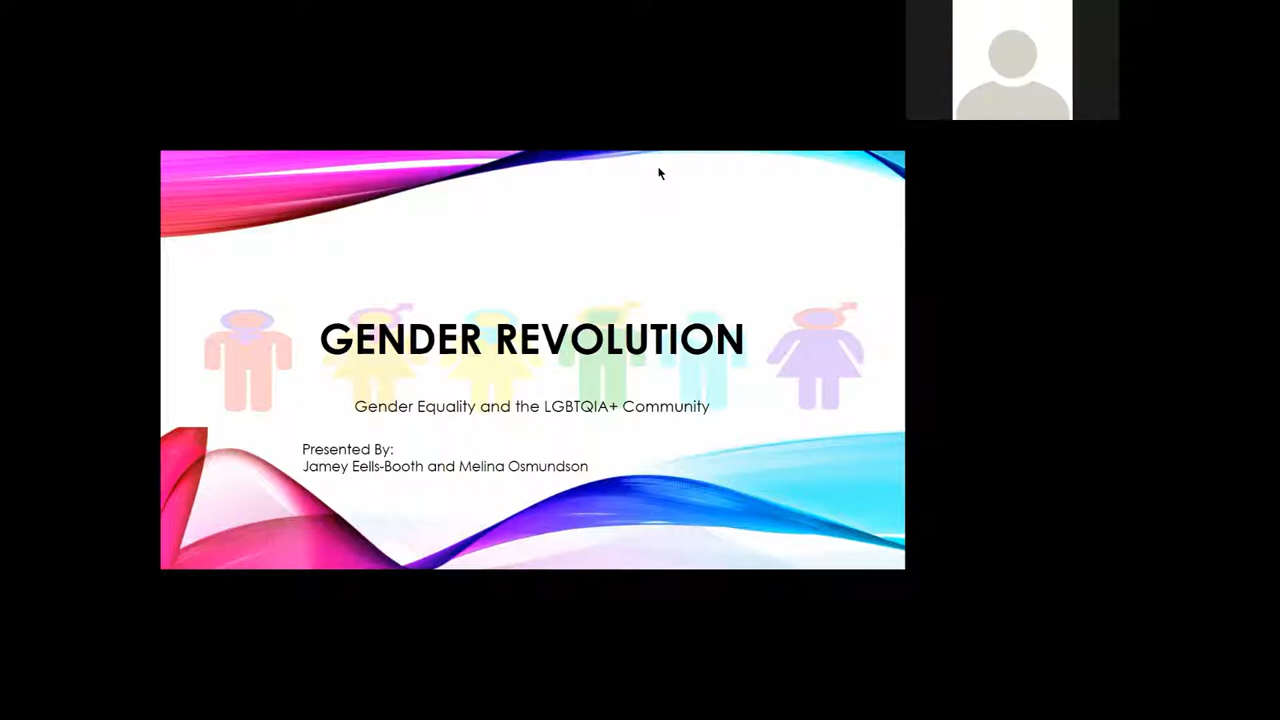 GENDER REVOLUTION
Gender Equality and the LGBTQIA+ Community
Presented By:
Jamey Eells-Booth and Melina Osmundson